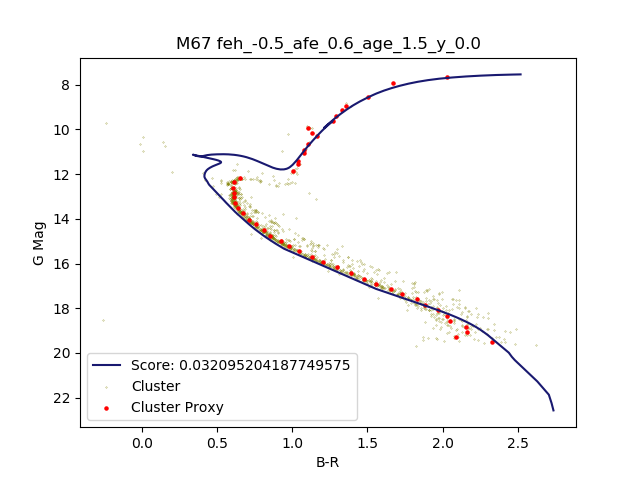 M67 feh_-0.5_afe_0.6_age_1.5_y_0.0
8
10
12
14
16
18
20
22
G Mag
Score: 0.032095204187749575
Cluster
Cluster Proxy
0.0 0.5 1.0 1.5 2.0 2.5
B-R